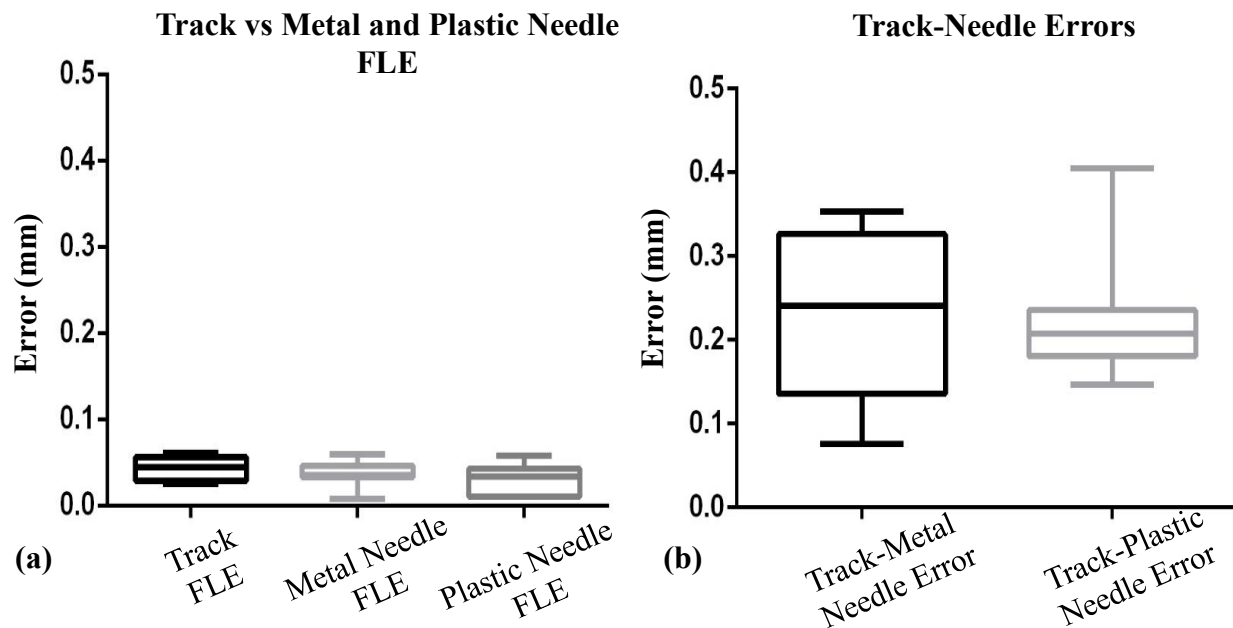 Track vs Metal and Plastic Needle
FLE
0.5
0.4
0.3
0.2
0.1
0.0
Error (mm)
Track
FLE
Metal Needle
FLE
Plastic Needle
FLE
(a)
Track-Needle Errors
0.5
0.4
0.3
0.2
0.1
0.0
Error (mm)
Track-Metal
Needle Error
Track-Plastic
Needle Error
(b)